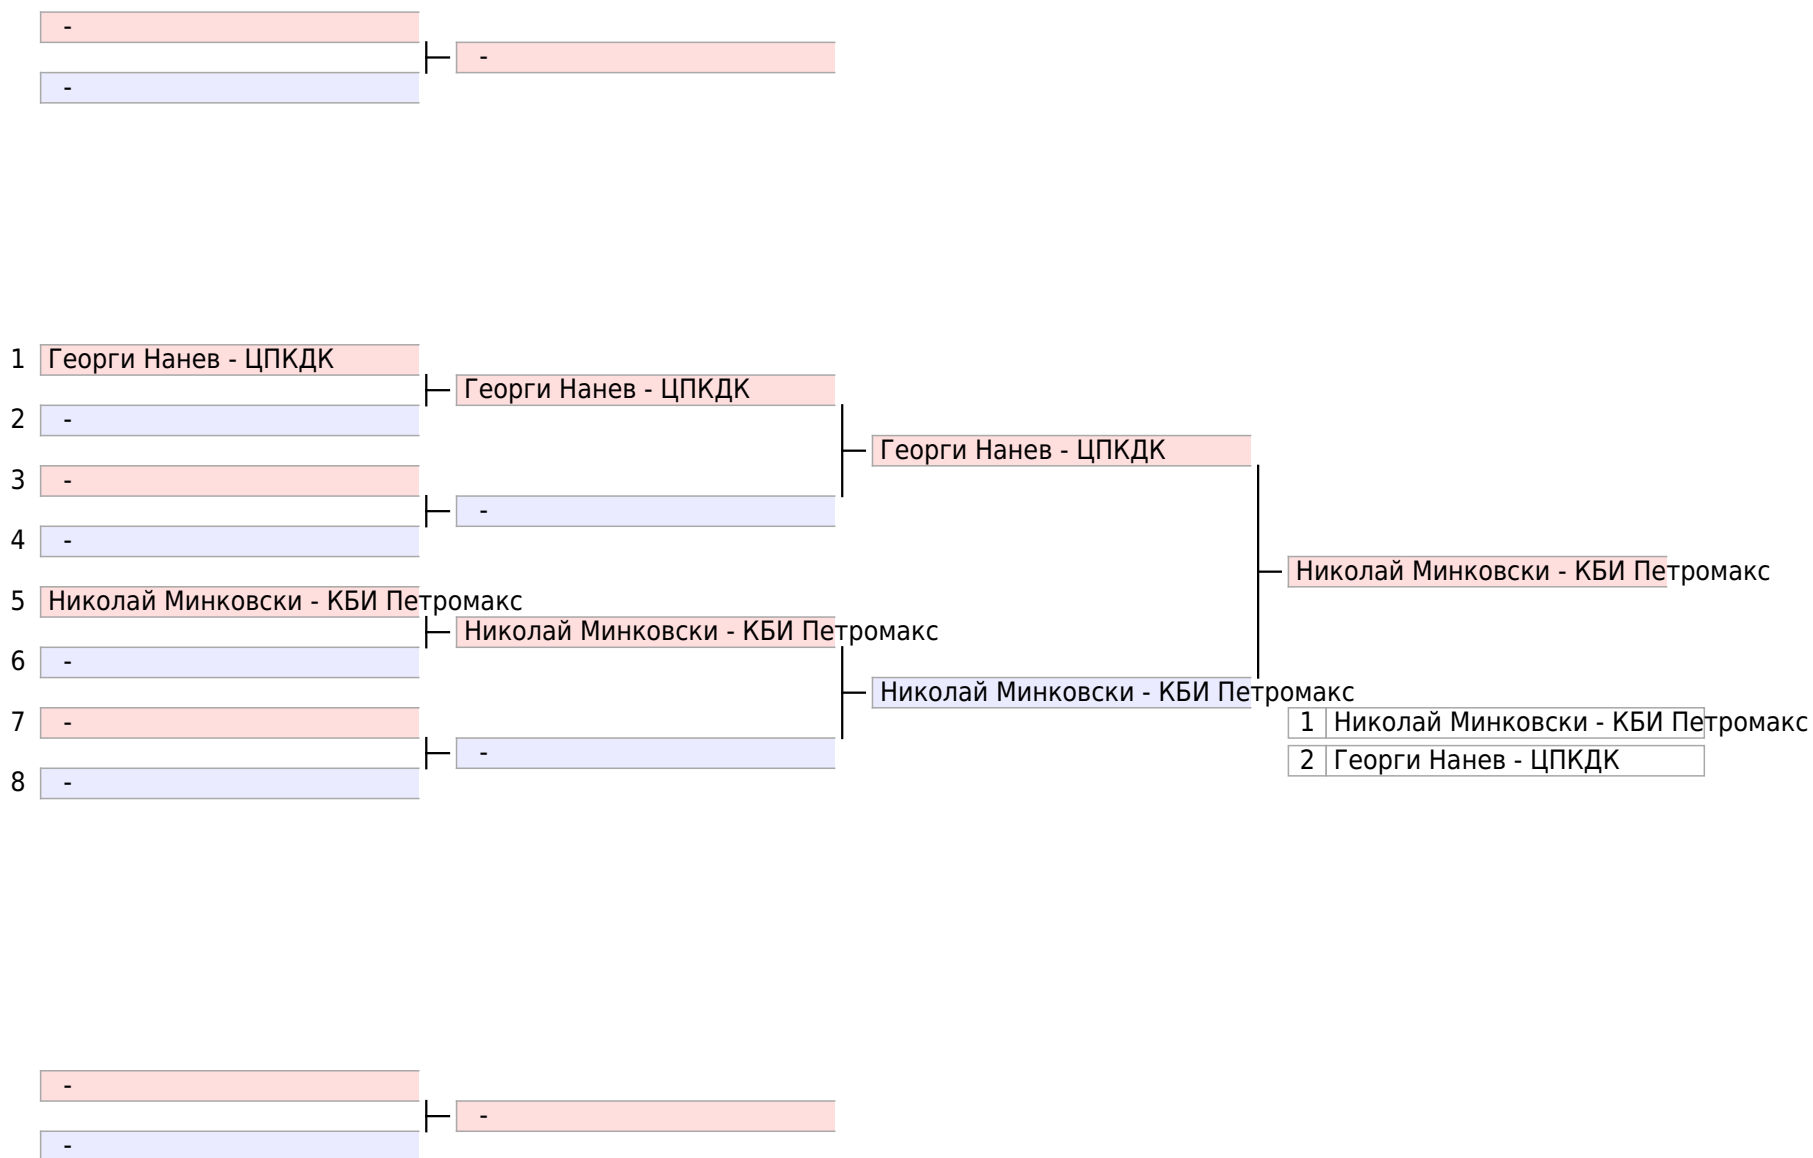 -
-
-
1 Георги Нанев - ЦПКДК
Георги Нанев - ЦПКДК
2 -
Георги Нанев - ЦПКДК
3 -
-
4 -
Николай Минковски - КБИ Петромакс
5 Николай Минковски - КБИ Петромакс
Николай Минковски - КБИ Петромакс
6 -
Николай Минковски - КБИ Петромакс
7 -
1 Николай Минковски - КБИ Петромакс
-
2 Георги Нанев - ЦПКДК
8 -
-
-
-